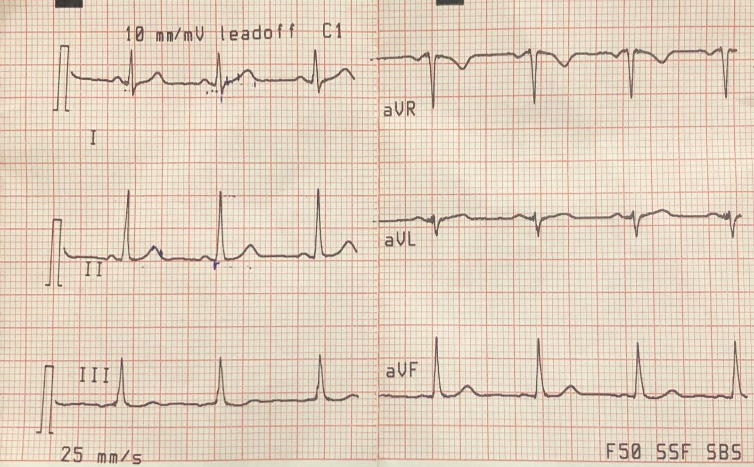 10 mm/mV leadoff C1
aVR
I
aVL
II
III
aVF
25 mm/s
F50 SSF SBS